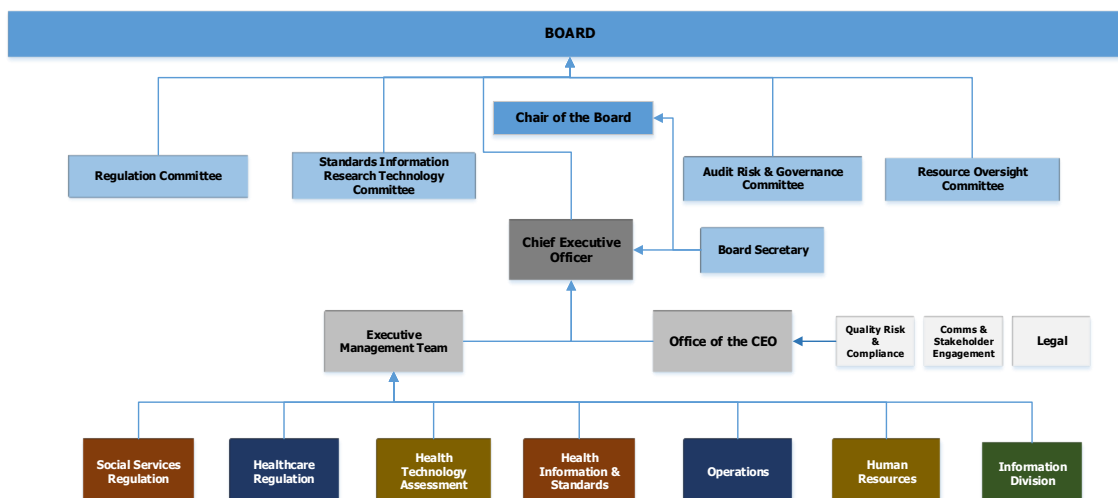 BOARD
Chair of the Board
Regulation Committee
Standards Information
Research Technology
Committee
Audit Risk & Governance
Committee
Resource Oversight
Committee
Chief Executive
Officer
Board Secretary
Executive
Management Team
Office of the CEO
Quality Risk
&
Compliance
Comms &
Stakeholder
Engagement
Legal
Social Services
Regulation
Healthcare
Regulation
Health
Technology
Assessment
Health
Information &
Standards
Operations
Human
Resources
Information
Division